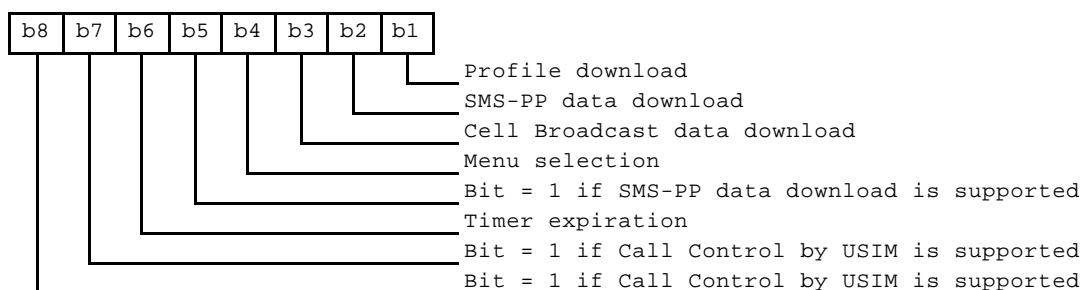 b8 b7 b6 b5 b4 b3 b2 b1
Profile download
SMS-PP data download
Cell Broadcast data download
Menu selection
Bit = 1 if SMS-PP data download is supported
Timer expiration
Bit = 1 if Call Control by USIM is supported
Bit = 1 if Call Control by USIM is supported